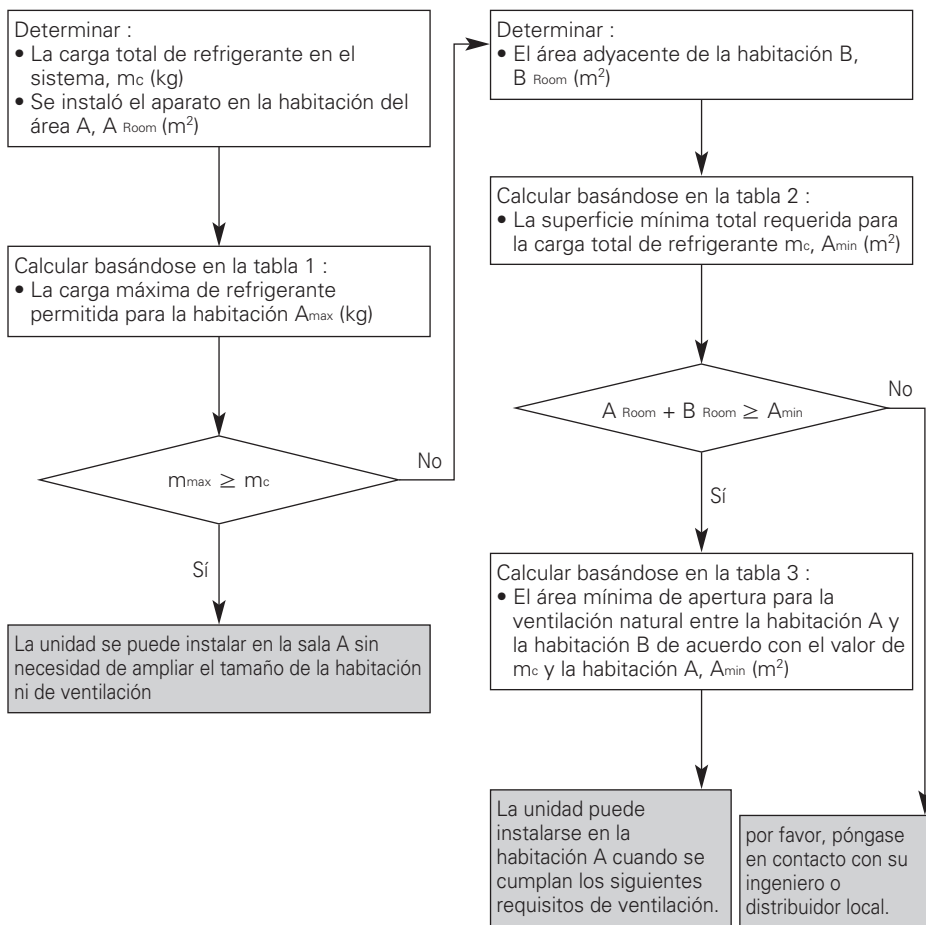 Determinar :
• La carga total de refrigerante en el
sistema, mc (kg)
• Se instaló el aparato en la habitación del
área A, A Room (m²)
Calcular basándose en la tabla 1 :
• La carga máxima de refrigerante
permitida para la habitación Amax (kg)
mmax ≥ mc
No
Sí
La unidad se puede instalar en la sala A sin
necesidad de ampliar el tamaño de la habitación
ni de ventilación
Determinar :
• El área adyacente de la habitación B,
B Room (m²)
Calcular basándose en la tabla 2 :
• La superficie mínima total requerida para
la carga total de refrigerante mc, Amin (m²)
A Room + B Room ≥ Amin
No
Sí
Calcular basándose en la tabla 3 :
• El área mínima de apertura para la
ventilación natural entre la habitación A y
la habitación B de acuerdo con el valor de
mc y la habitación A, Amin (m²)
La unidad puede
instalarse en la
habitación A cuando se
cumplan los siguientes
requisitos de ventilación.
por favor, póngase
en contacto con su
ingeniero o
distribuidor local.